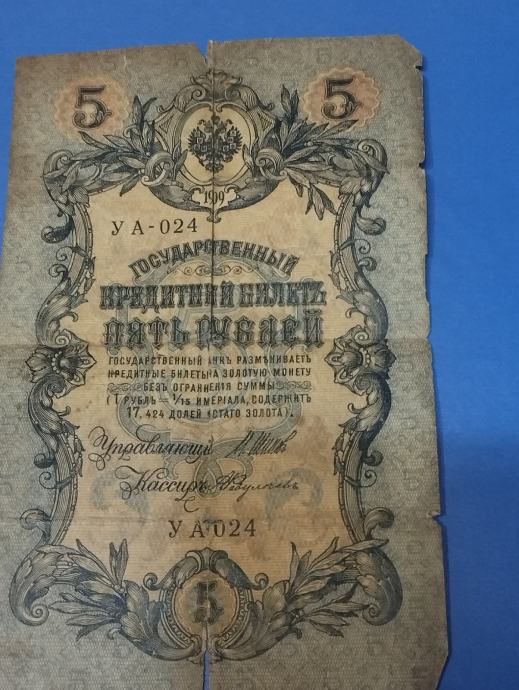 5 5
1909
УА-024
ГОСУДАРСТВЕННЫЙ
КРЕДИТНЫЙ БИЛЕТЪ
ПЯТЬ РУБЛЕЙ
ГОСУДАРСТВЕННЫЙ БАНКЪ РАЗМѢНИВАЕТЪ
КРЕДИТНЫЕ БИЛЕТЫ НА ЗОЛОТУЮ МОНЕТУ
БЕЗЪ ОГРАНИЧЕНІЯ СУММЫ
(1 РУБЛЬ = 1/15 ИМПЕРІАЛА, СОДЕРЖИТЪ
17,424 ДОЛЕЙ ЧИСТАГО ЗОЛОТА).
Управляющій
Кассиръ
УА 024
5